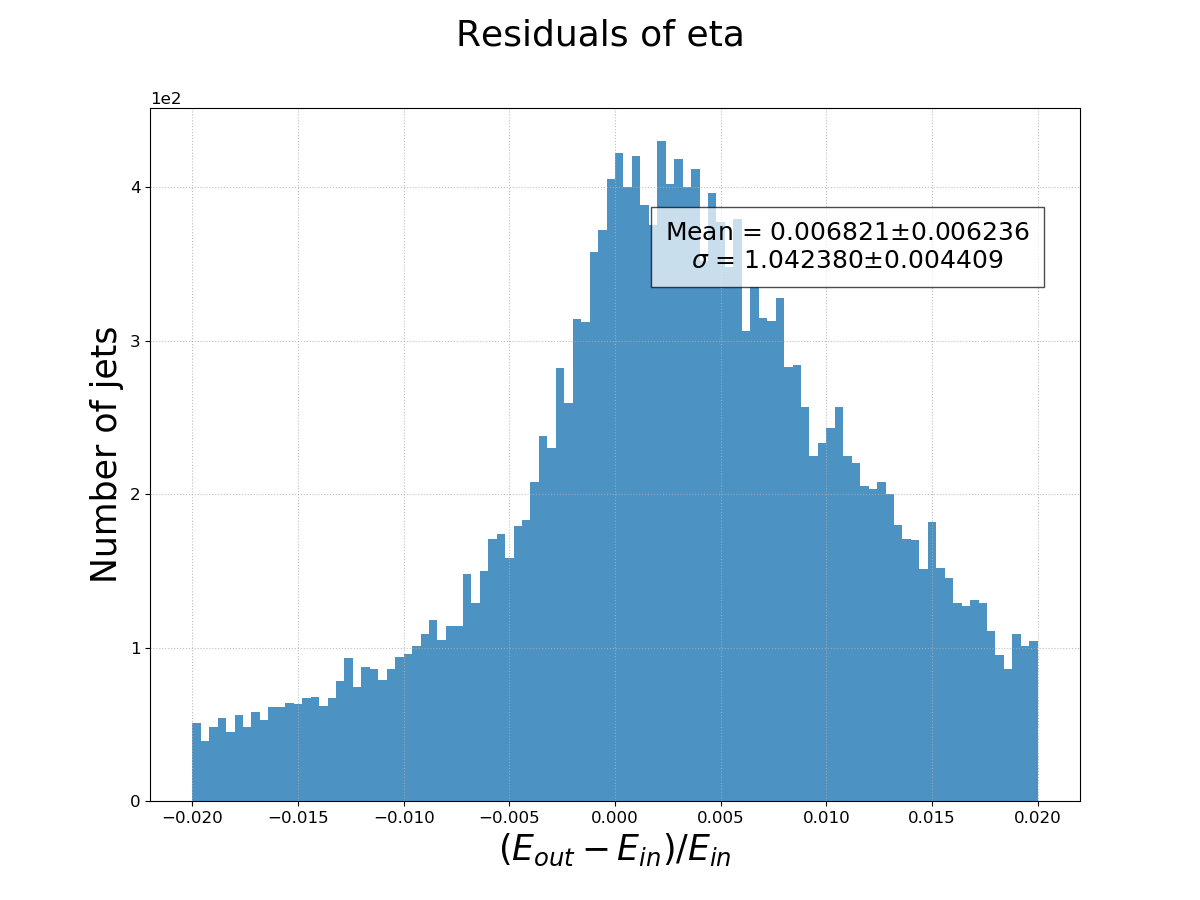 Residuals of eta
1e2
4
3
2
1
0
Number of jets
Mean = 0.006821±0.006236
σ = 1.042380±0.004409
−0.020 −0.015 −0.010 −0.005 0.000 0.005 0.010 0.015 0.020
(E_out − E_in)/E_in